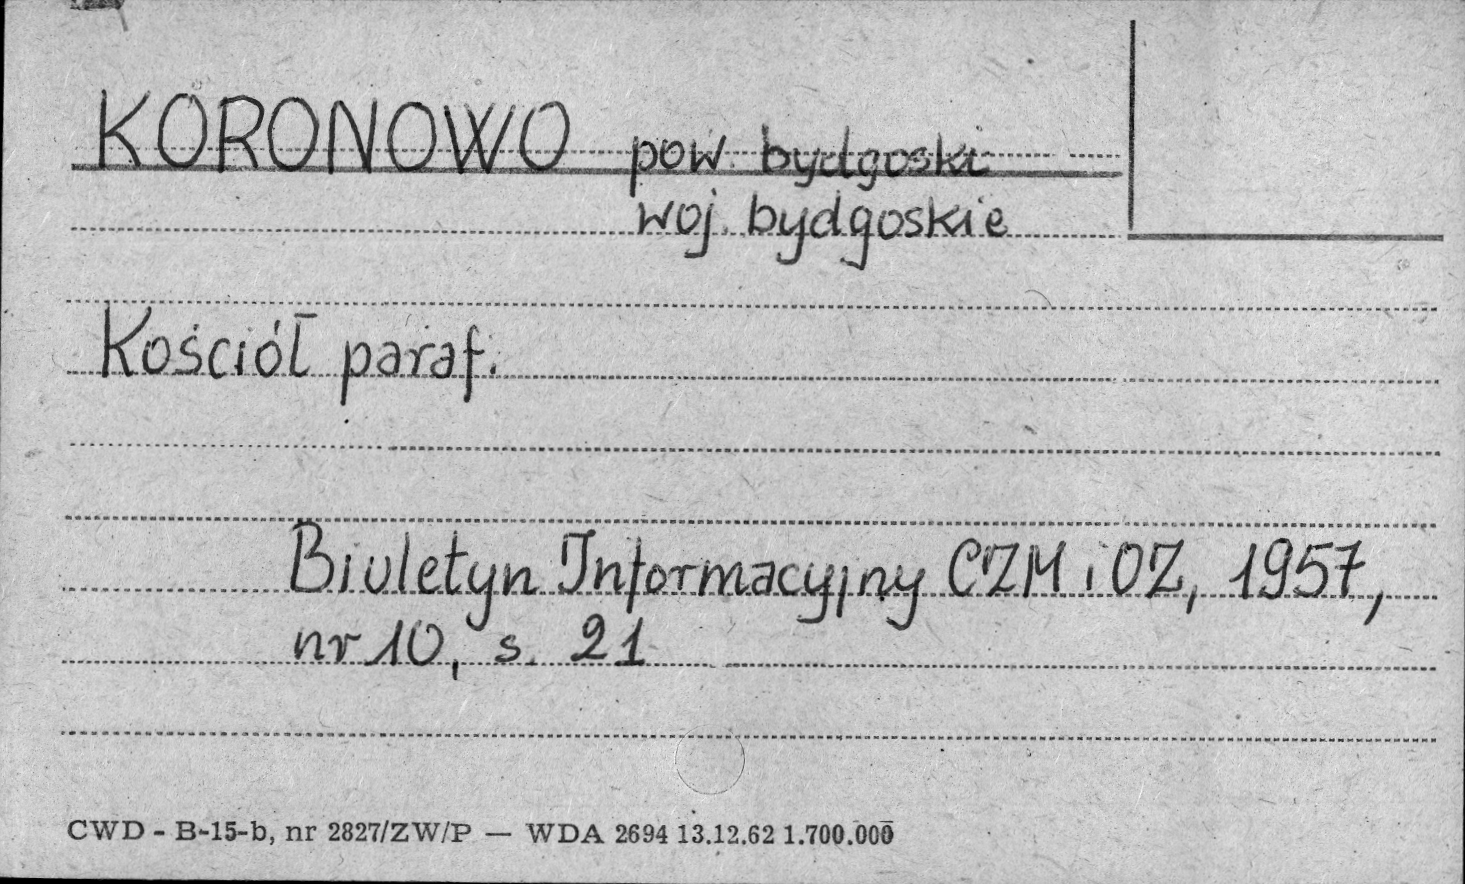 KORONOWO pow. bydgoski
woj. bydgoskie
Kościół paraf.
Biuletyn Informacyjny CZM i OZ, 1957,
nr 10, s. 21
CWD - B-15-b, nr 2827/ZW/P — WDA 2694 13.12.62 1.700.000